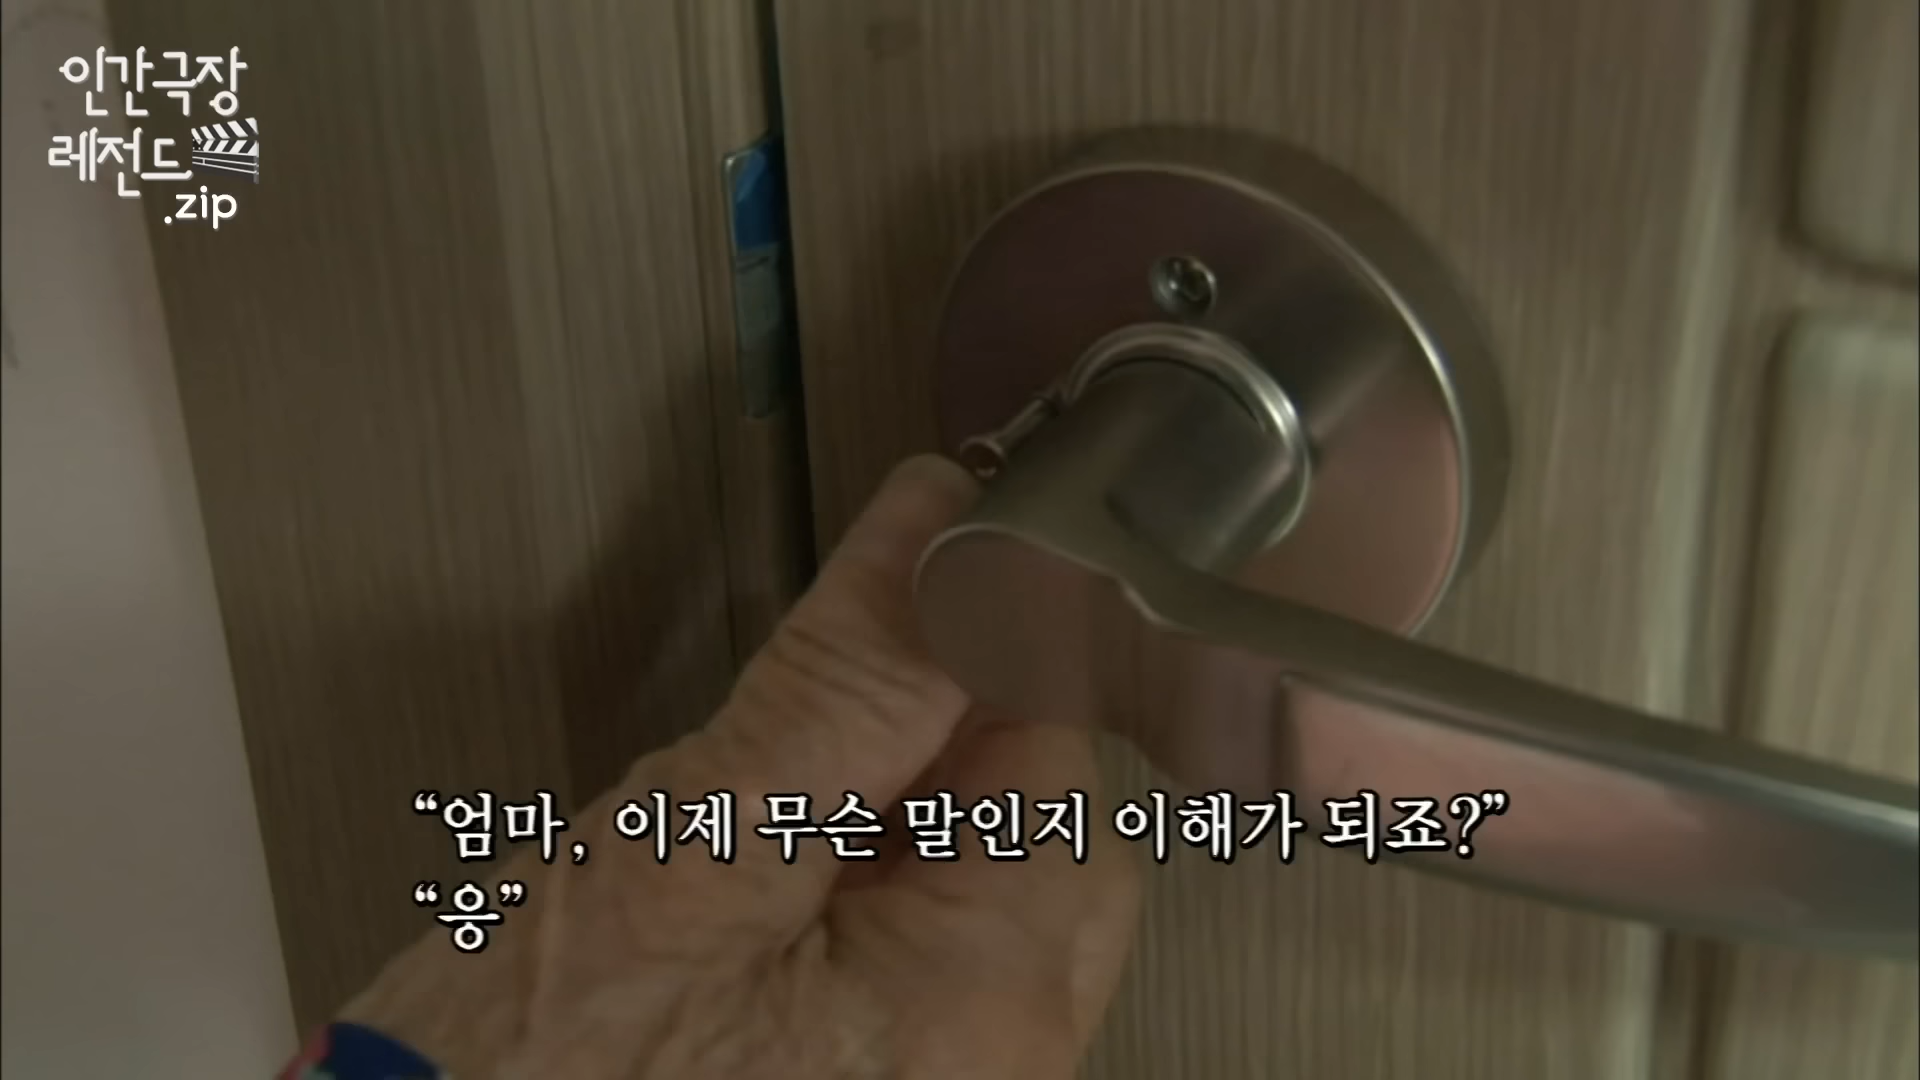 인간극장
레전드
.zip
“엄마, 이제 무슨 말인지 이해가 되죠?”
“응”